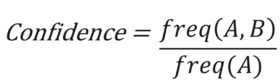 Confidence = freq(A, B) / freq(A)